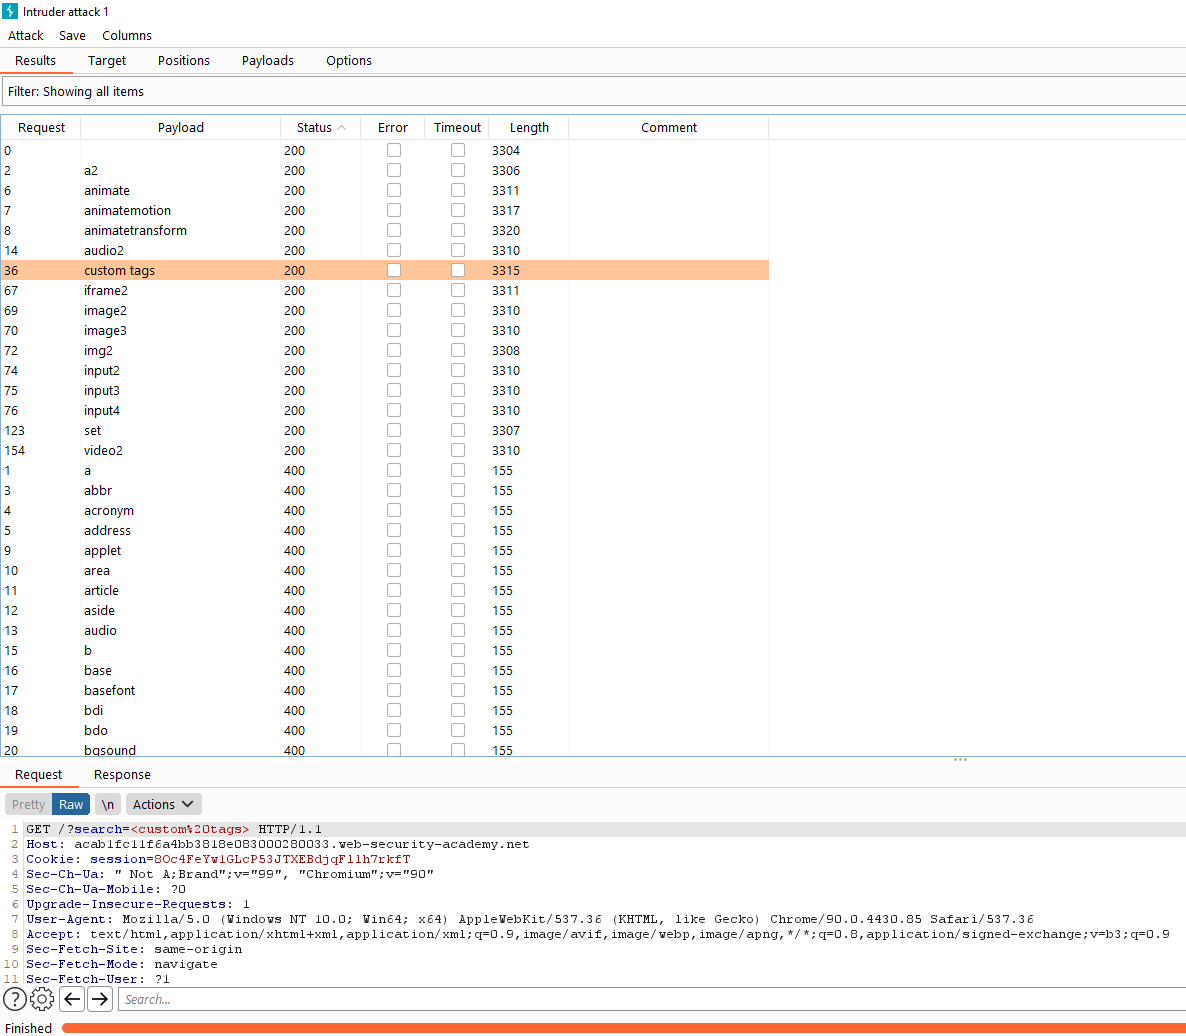 Intruder attack 1
Attack Save Columns
Results Target Positions Payloads Options
Filter: Showing all items
Request Payload Status Error Timeout Length Comment
0 200 3304
2 a2 200 3306
6 animate 200 3311
7 animatemotion 200 3317
8 animatetransform 200 3320
14 audio2 200 3310
36 custom tags 200 3315
67 iframe2 200 3311
69 image2 200 3310
70 image3 200 3310
72 img2 200 3308
74 input2 200 3310
75 input3 200 3310
76 input4 200 3310
123 set 200 3307
154 video2 200 3310
1 a 400 155
3 abbr 400 155
4 acronym 400 155
5 address 400 155
9 applet 400 155
10 area 400 155
11 article 400 155
12 aside 400 155
13 audio 400 155
15 b 400 155
16 base 400 155
17 basefont 400 155
18 bdi 400 155
19 bdo 400 155
20 bgsound 400 155
Request Response
Pretty Raw \n Actions
1 GET /?search=<custom%20tags> HTTP/1.1
2 Host: acab1fc11f6a4bb3818e083000280033.web-security-academy.net
3 Cookie: session=8Oc4FeYw1GLcP53JTXEBdjqFl1h7rkfT
4 Sec-Ch-Ua: " Not A;Brand";v="99", "Chromium";v="90"
5 Sec-Ch-Ua-Mobile: ?0
6 Upgrade-Insecure-Requests: 1
7 User-Agent: Mozilla/5.0 (Windows NT 10.0; Win64; x64) AppleWebKit/537.36 (KHTML, like Gecko) Chrome/90.0.4430.85 Safari/537.36
8 Accept: text/html,application/xhtml+xml,application/xml;q=0.9,image/avif,image/webp,image/apng,*/*;q=0.8,application/signed-exchange;v=b3;q=0.9
9 Sec-Fetch-Site: same-origin
10 Sec-Fetch-Mode: navigate
11 Sec-Fetch-User: ?1
? Search...
Finished